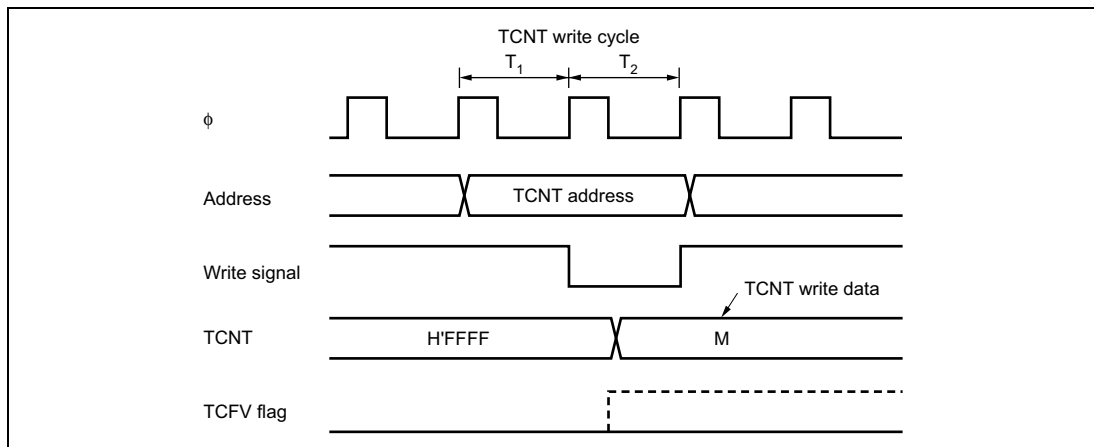 TCNT write cycle
T1 T2
ϕ
Address TCNT address
Write signal
TCNT write data
TCNT H'FFFF M
TCFV flag